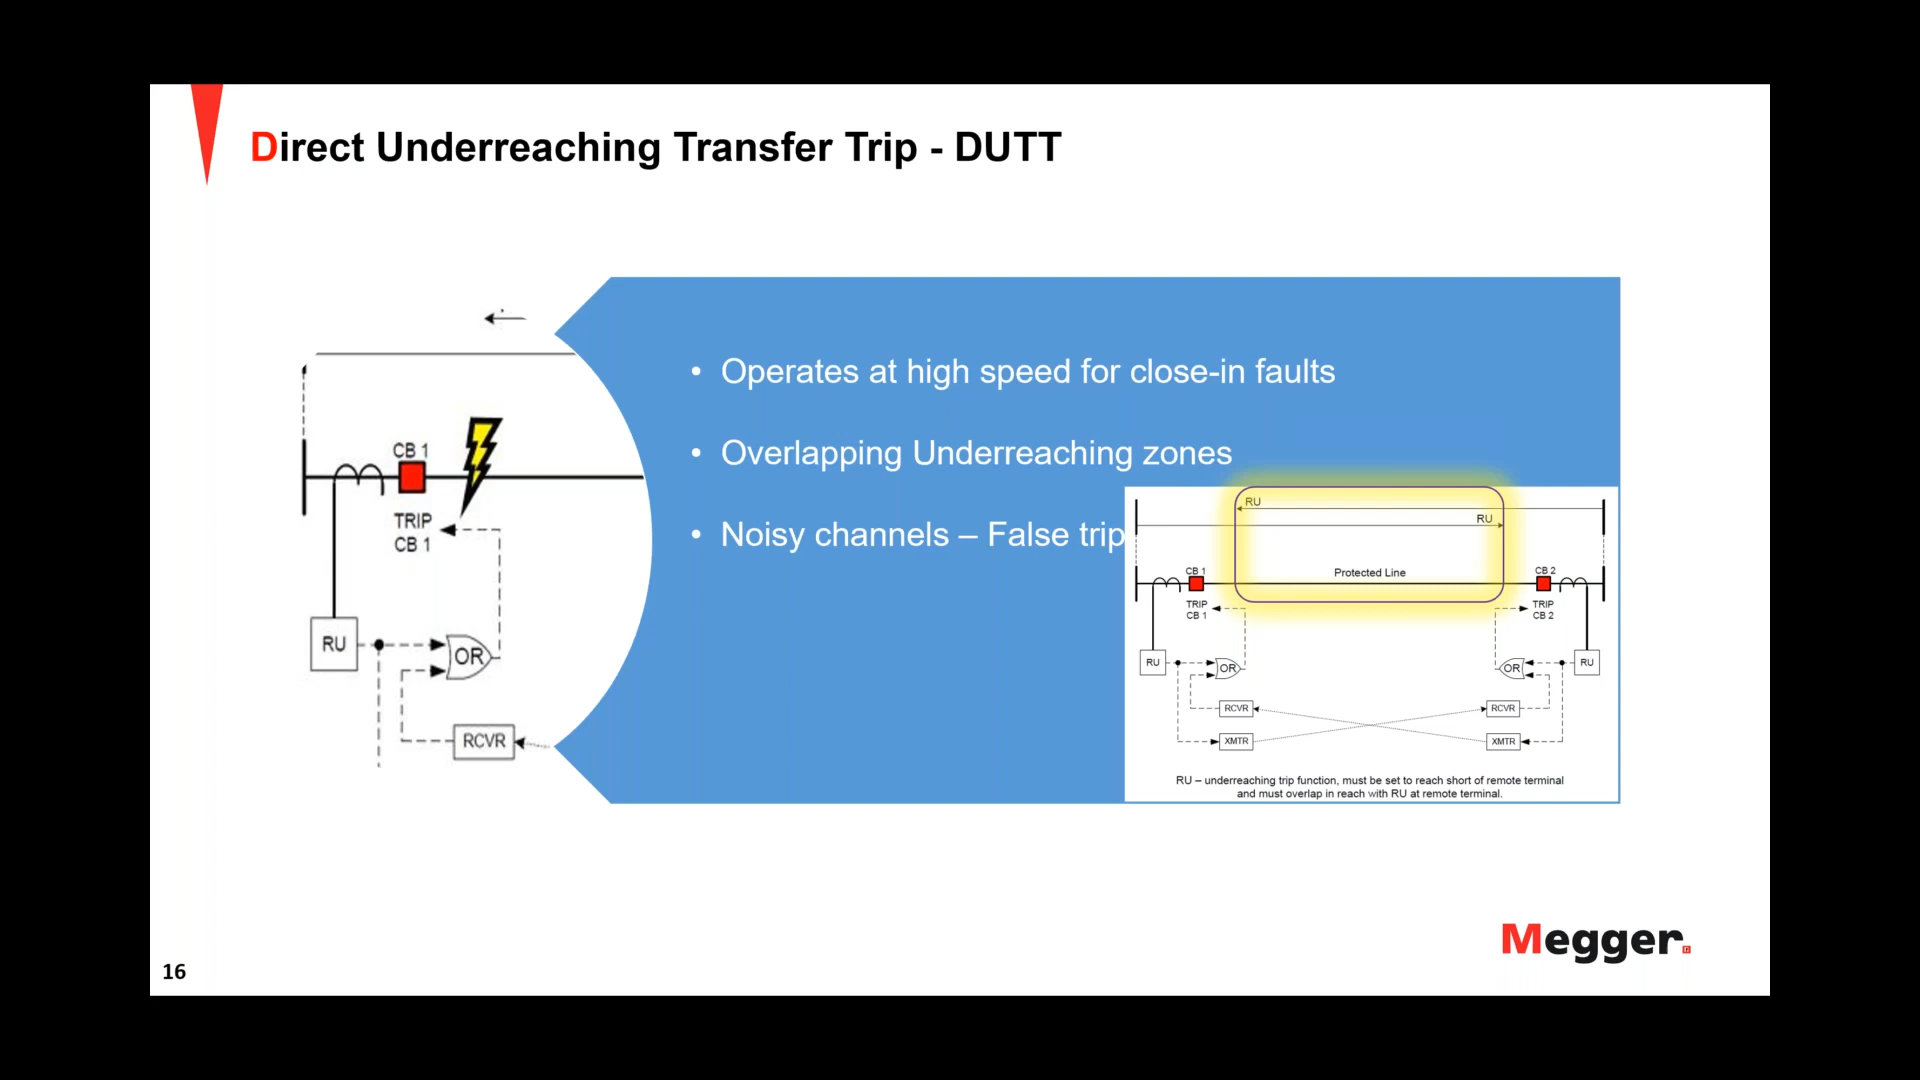 Direct Underreaching Transfer Trip - DUTT
• Operates at high speed for close-in faults
• Overlapping Underreaching zones
• Noisy channels – False trip
CB 1
TRIP
CB 1
RU
OR
RCVR
RU
RU
CB 1
Protected Line
CB 2
TRIP
CB 1
TRIP
CB 2
RU
OR
OR
RU
RCVR
RCVR
XMTR
XMTR
RU – underreaching trip function, must be set to reach short of remote terminal
and must overlap in reach with RU at remote terminal.
Megger.
16